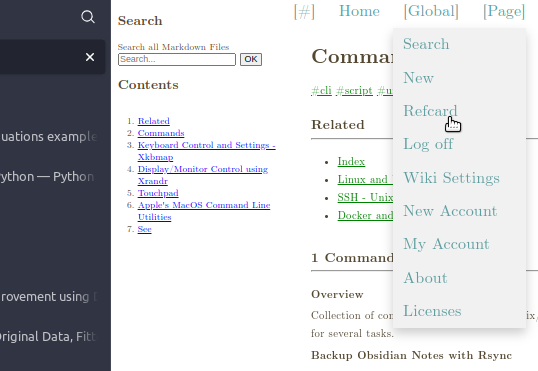 uations example
ython — Python
rovement using
Original Data, Fitt
Search
Search all Markdown Files
Search...
OK
Contents
1. Related
2. Commands
3. Keyboard Control and Settings -
Xkbmap
4. Display/Monitor Control using
Xrandr
5. Touchpad
6. Apple's MacOS Command Line
Utilities
7. See
[#] Home [Global] [Page]
Search
New
Refcard
Log off
Wiki Settings
New Account
My Account
About
Licenses
Comma
#cli #script #u
Related
Index
Linux and
SSH - Unix
Docker and
1 Command
Overview
Collection of com
for several tasks.
Backup Obsidian Notes with Rsync